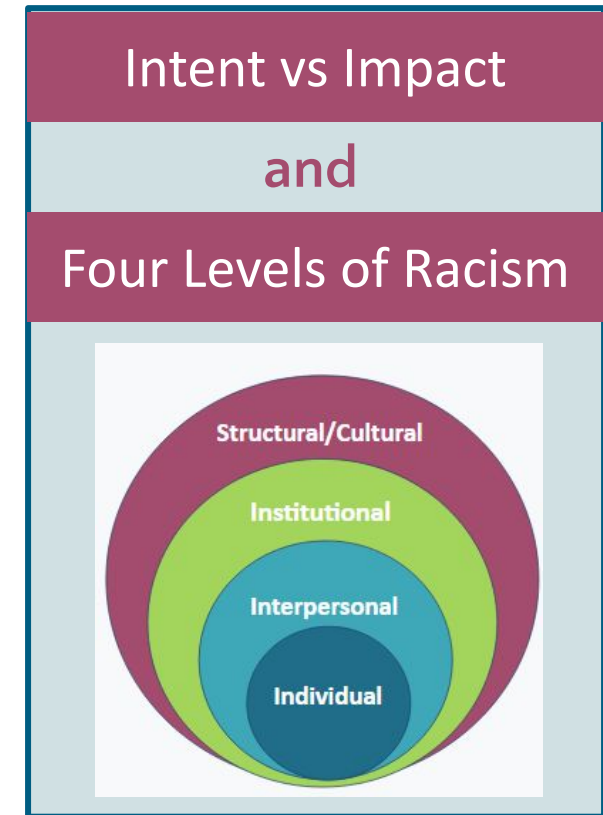 Intent vs Impact
and
Four Levels of Racism
Structural/Cultural
Institutional
Interpersonal
Individual